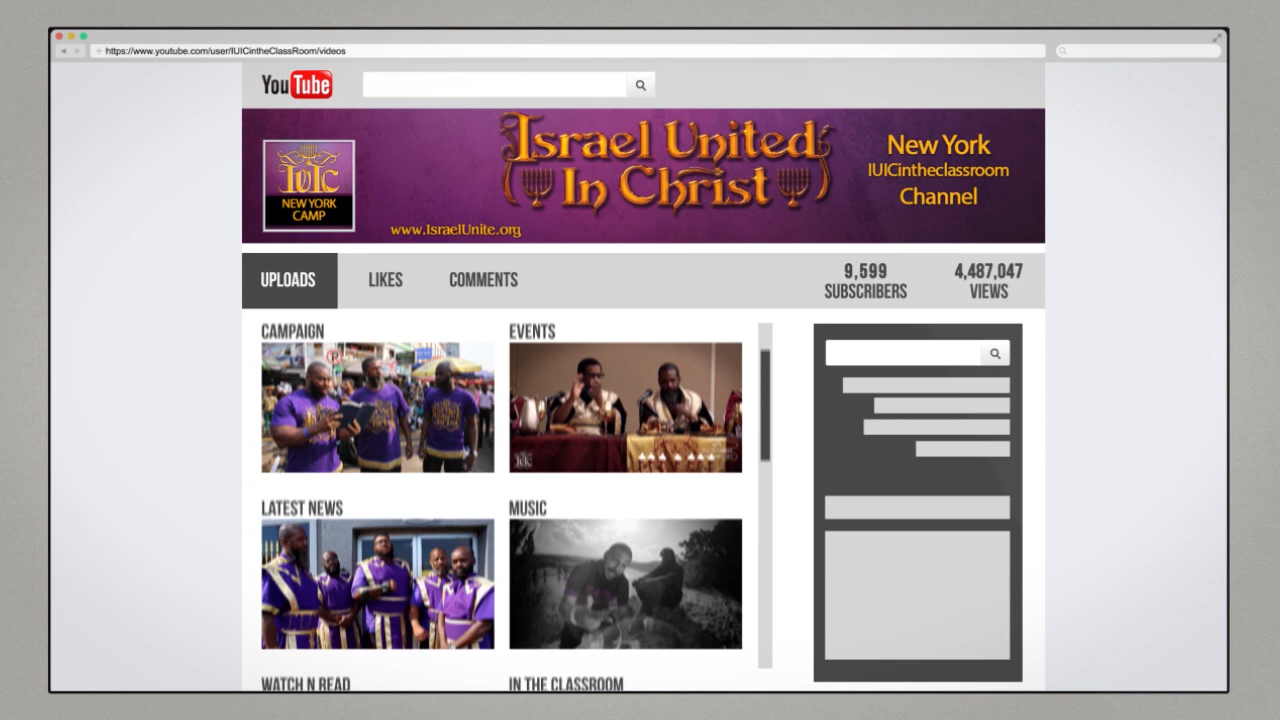 https://www.youtube.com/user/IUICintheClassRoom/videos
YouTube
Israel United
In Christ
IUIC
NEW YORK
CAMP
www.IsraelUnite.org
New York
IUICintheclassroom
Channel
UPLOADS
LIKES
COMMENTS
9,599
SUBSCRIBERS
4,487,047
VIEWS
CAMPAIGN
EVENTS
IUIC
LATEST NEWS
MUSIC
WATCH N READ
IN THE CLASSROOM